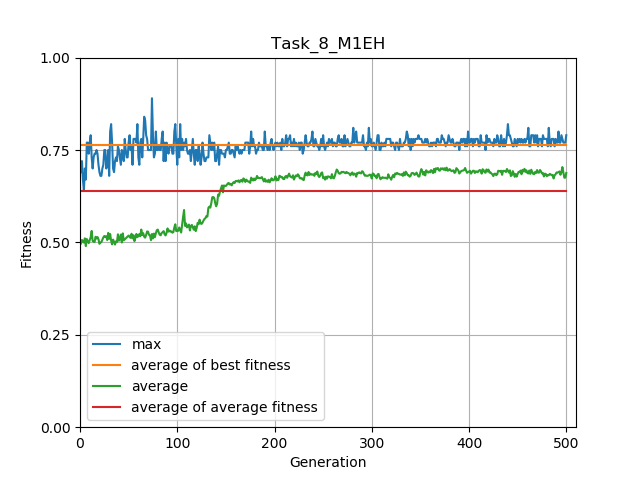 Task_8_M1EH
1.00
0.75
0.50
0.25
0.00
Fitness
max
average of best fitness
average
average of average fitness
0 100 200 300 400 500
Generation